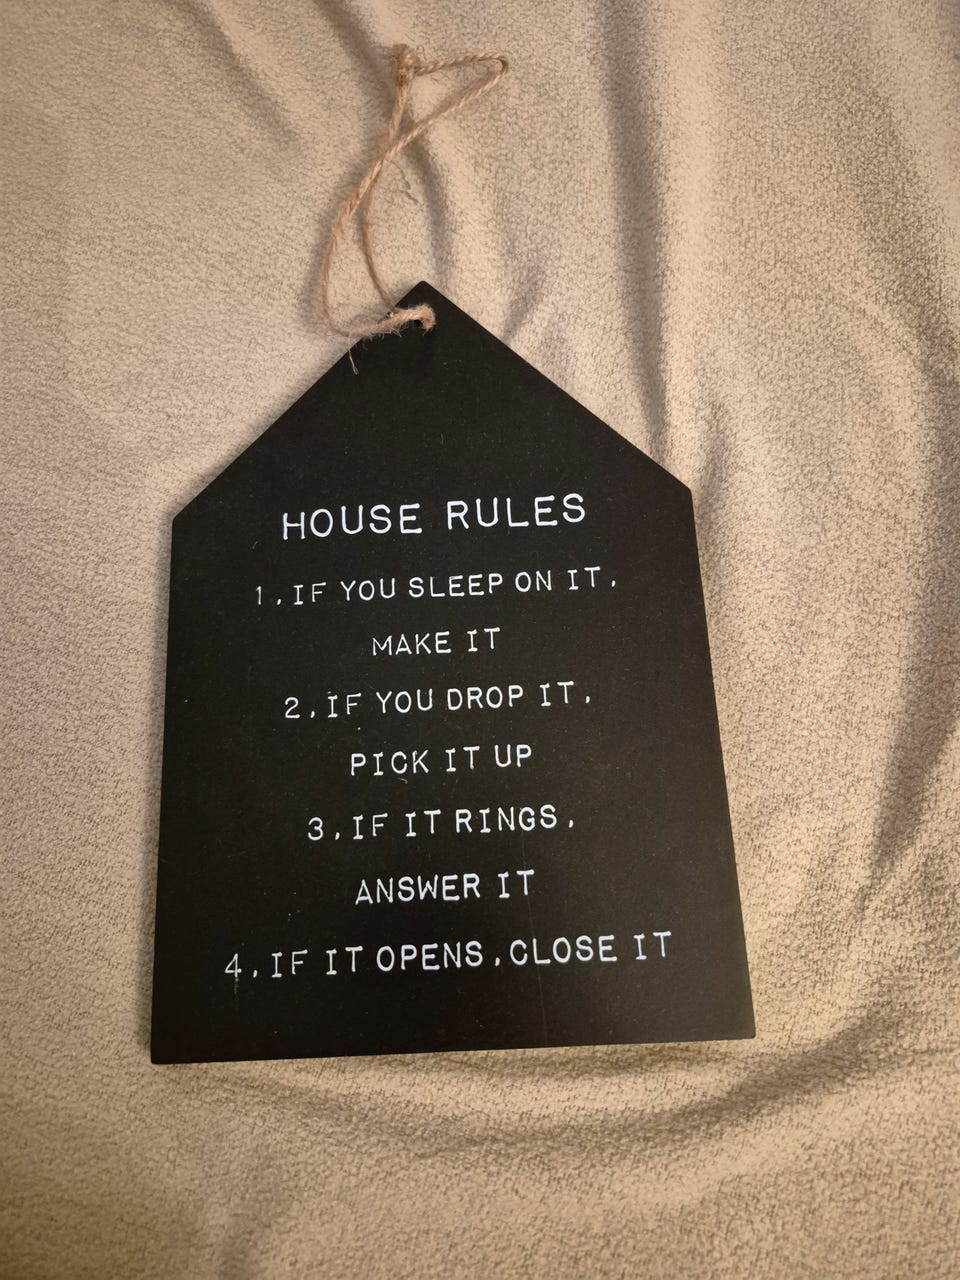 HOUSE RULES
1.IF YOU SLEEP ON IT,
MAKE IT
2.IF YOU DROP IT,
PICK IT UP
3.IF IT RINGS,
ANSWER IT
4.IF IT OPENS,CLOSE IT